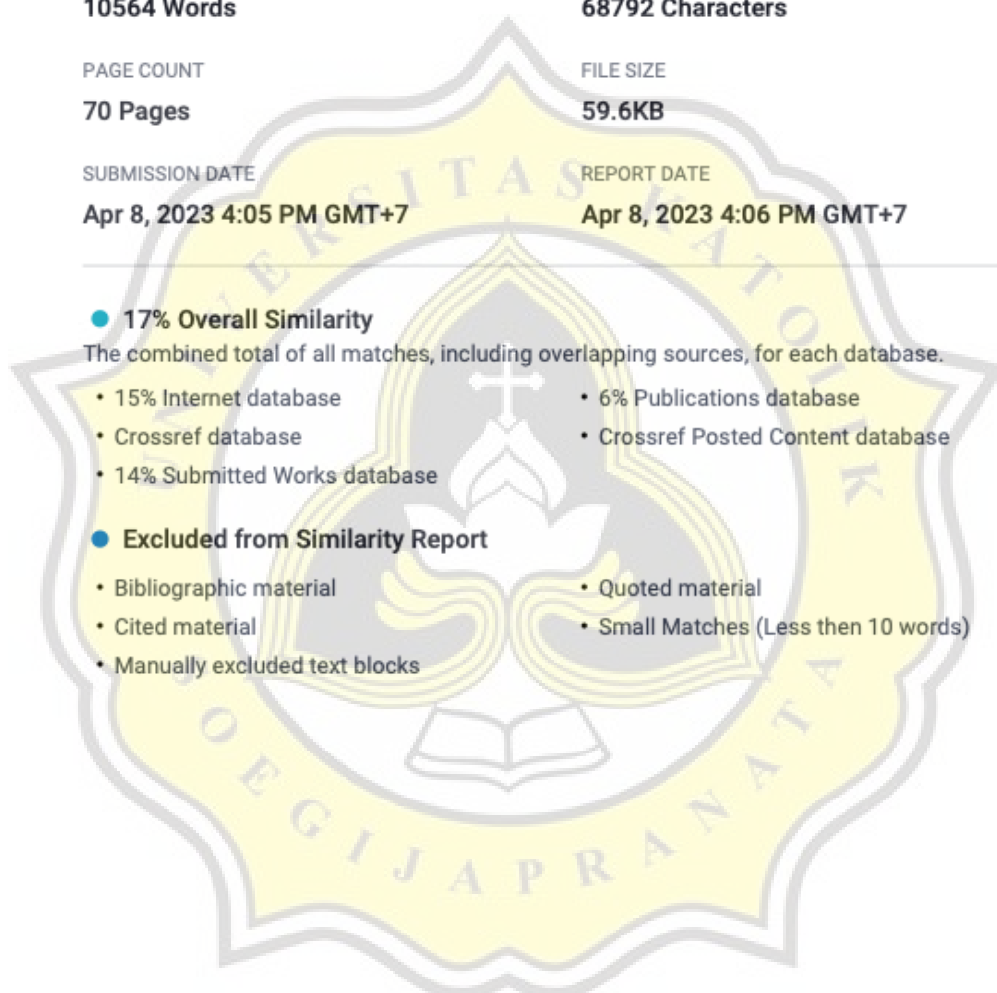 10564 Words
68792 Characters
PAGE COUNT
FILE SIZE
70 Pages
59.6KB
SUBMISSION DATE
REPORT DATE
Apr 8, 2023 4:05 PM GMT+7
Apr 8, 2023 4:06 PM GMT+7
17% Overall Similarity
The combined total of all matches, including overlapping sources, for each database.
• 15% Internet database
• 6% Publications database
• Crossref database
• Crossref Posted Content database
• 14% Submitted Works database
Excluded from Similarity Report
• Bibliographic material
• Quoted material
• Cited material
• Small Matches (Less then 10 words)
• Manually excluded text blocks
UNIVERSITAS KATOLIK
SOEGIJAPRANATA